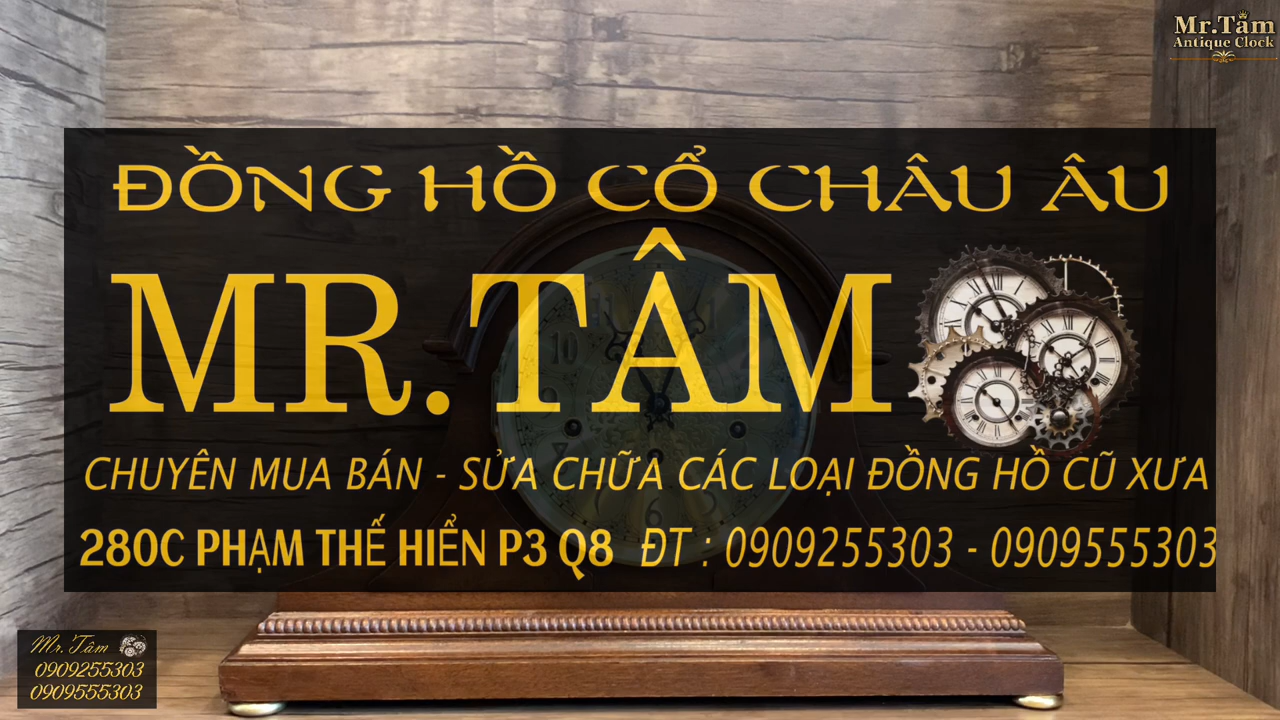 Mr.Tâm
Antique Clock
ĐỒNG HỒ CỔ CHÂU ÂU
MR.TÂM
CHUYÊN MUA BÁN - SỬA CHỮA CÁC LOẠI ĐỒNG HỒ CŨ XƯA
280C PHẠM THẾ HIỂN P3 Q8 ĐT : 0909255303 - 0909555303
Mr.Tâm
0909255303
0909555303